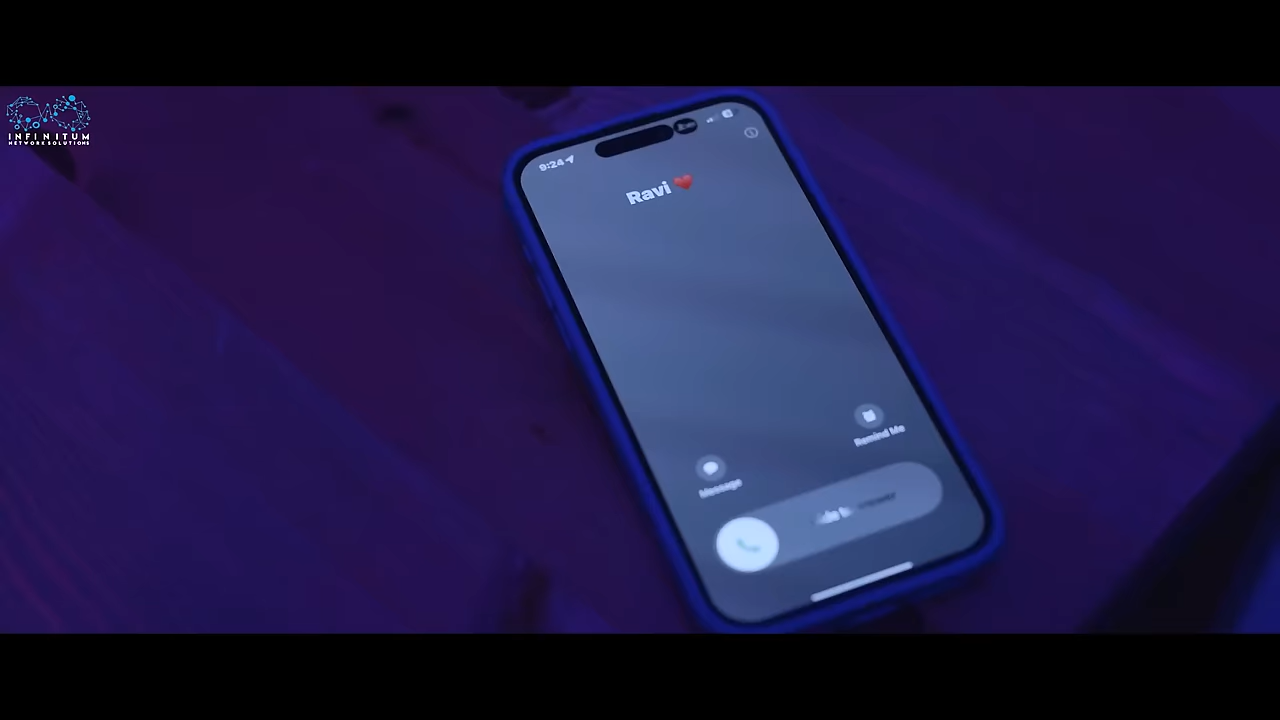 INFINITUM
NETWORK SOLUTIONS
9:24
Ravi ❤️
Remind Me
Message